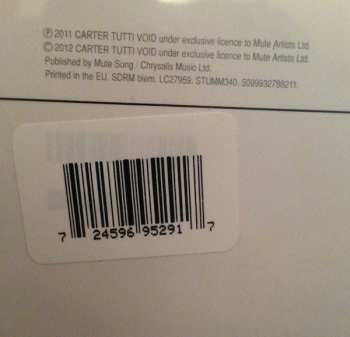 ℗ 2011 CARTER TUTTI VOID under exclusive licence to Mute Artists Ltd.
© 2012 CARTER TUTTI VOID under exclusive licence to Mute Artists Ltd.
Published by Mute Song / Chrysalis Music Ltd.
Printed in the EU. SDRM biem. LC27959. STUMM340. 5099932798211.
7 24596 95291 7